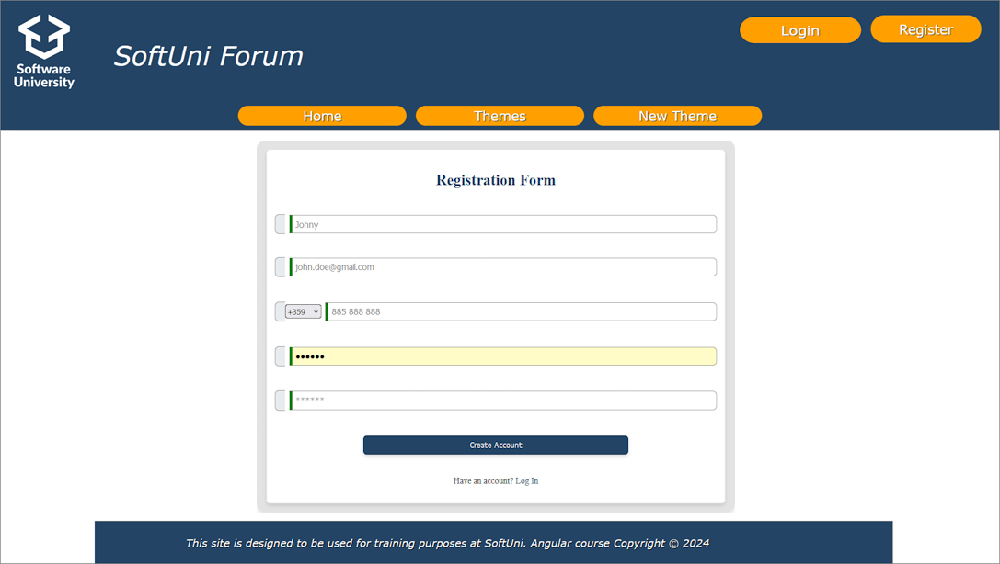 Software
University
SoftUni Forum
Login
Register
Home
Themes
New Theme
Registration Form
Johny
john.doe@gmail.com
+359
885 888 888
••••••
******
Create Account
Have an account? Log In
This site is designed to be used for training purposes at SoftUni. Angular course Copyright © 2024